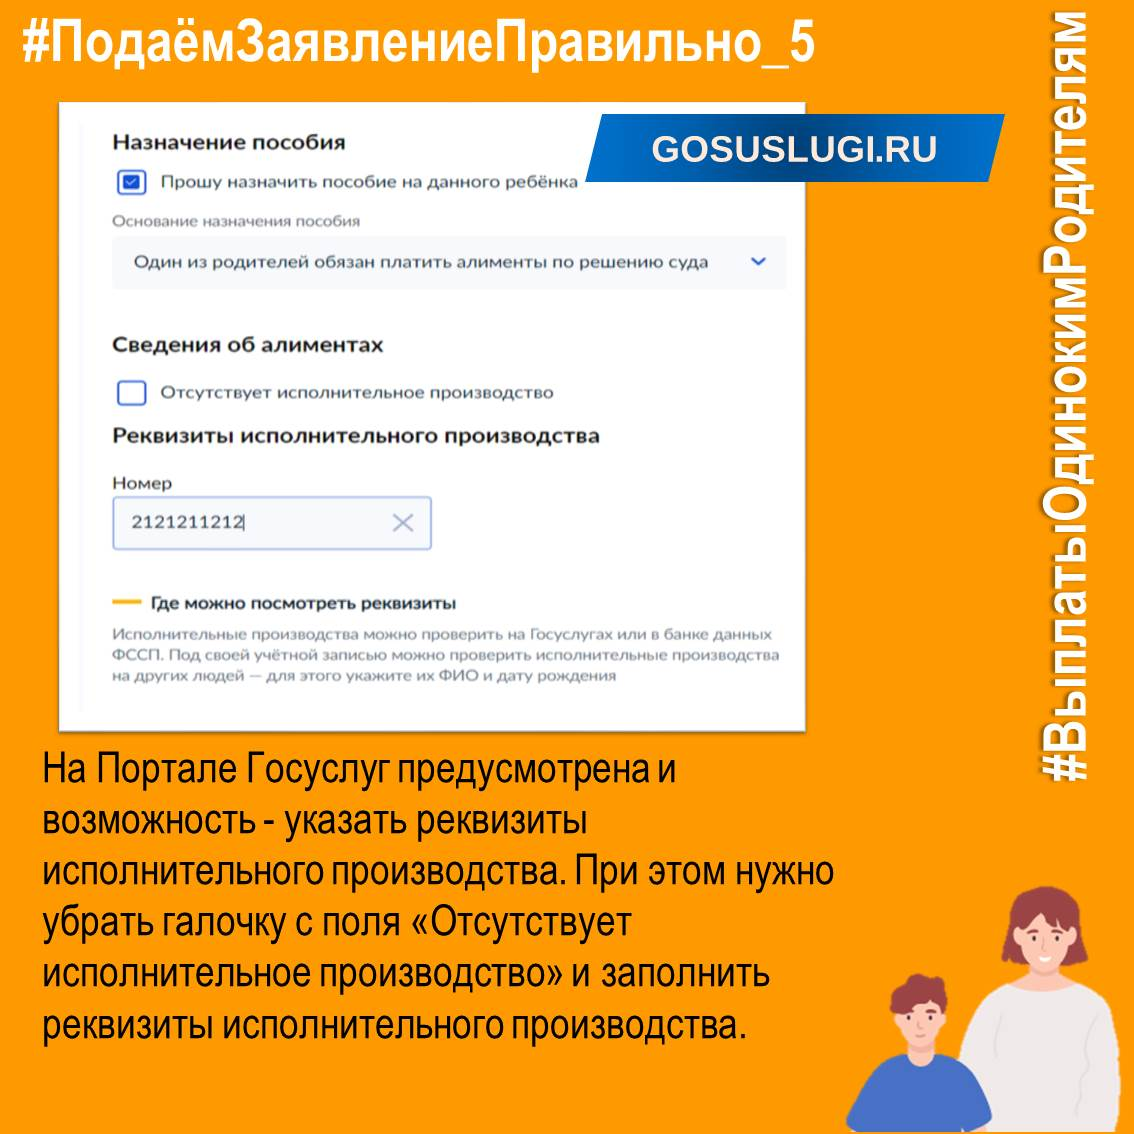 #ПодаёмЗаявлениеПравильно_5
GOSUSLUGI.RU
Назначение пособия
Прошу назначить пособие на данного ребёнка
Основание назначения пособия
Один из родителей обязан платить алименты по решению суда
Сведения об алиментах
Отсутствует исполнительное производство
Реквизиты исполнительного производства
Номер
2121211212
Где можно посмотреть реквизиты
Исполнительные производства можно проверить на Госуслугах или в банке данных
ФССП. Под своей учётной записью можно проверить исполнительные производства
на других людей — для этого укажите их ФИО и дату рождения
На Портале Госуслуг предусмотрена и
возможность - указать реквизиты
исполнительного производства. При этом нужно
убрать галочку с поля «Отсутствует
исполнительное производство» и заполнить
реквизиты исполнительного производства.
#ВыплатыОдинокимРодителям